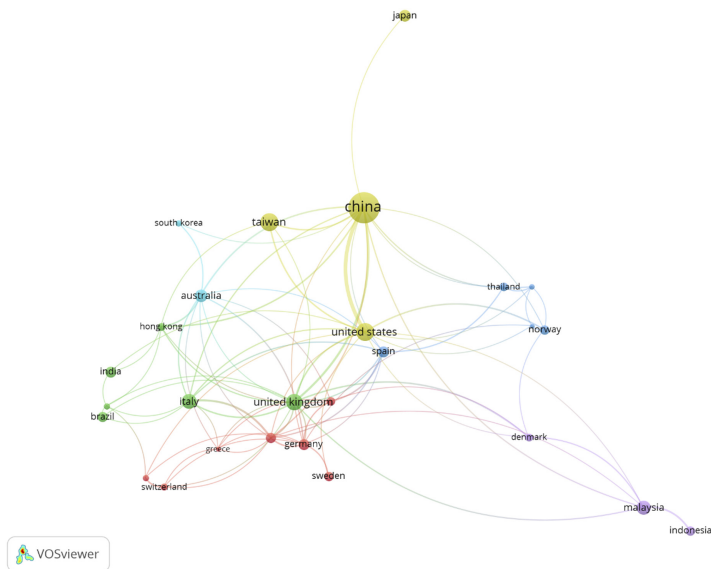 japan
china
taiwan
south korea
thailand
australia
hong kong
united states
norway
spain
india
italy
united kingdom
brazil
denmark
germany
greece
sweden
switzerland
malaysia
indonesia
VOSviewer